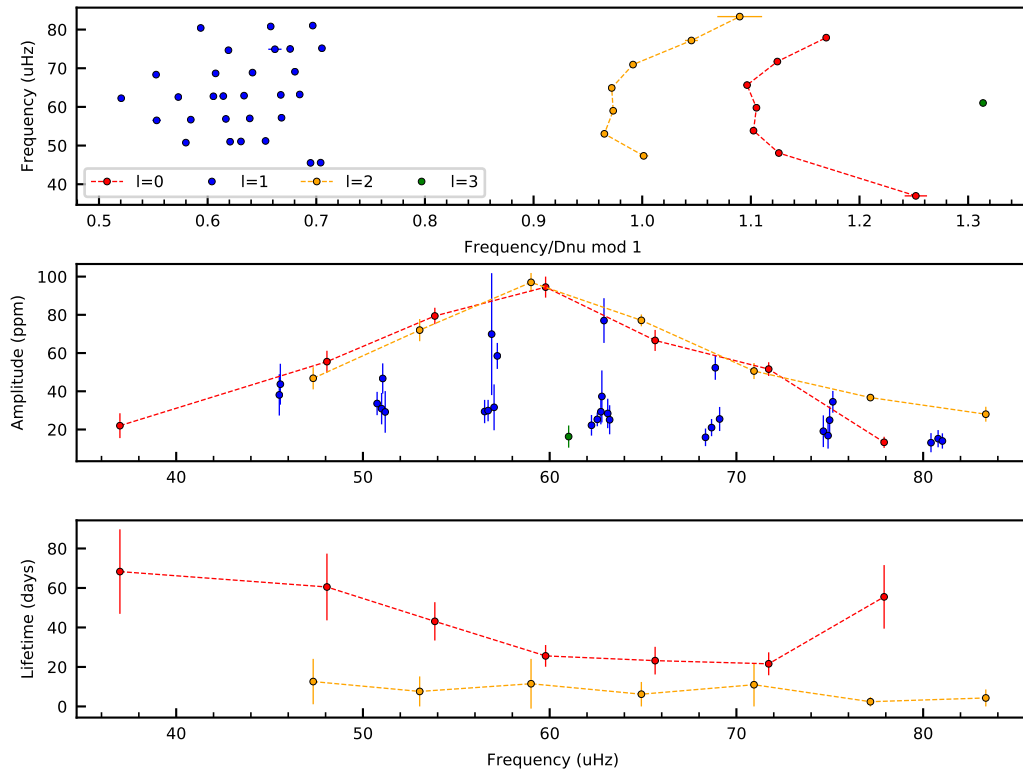 Frequency (uHz)
80
70
60
50
40
l=0 l=1 l=2 l=3
0.5 0.6 0.7 0.8 0.9 1.0 1.1 1.2 1.3
Frequency/Dnu mod 1
Amplitude (ppm)
100
80
60
40
20
40 50 60 70 80
Lifetime (days)
80
60
40
20
0
40 50 60 70 80
Frequency (uHz)